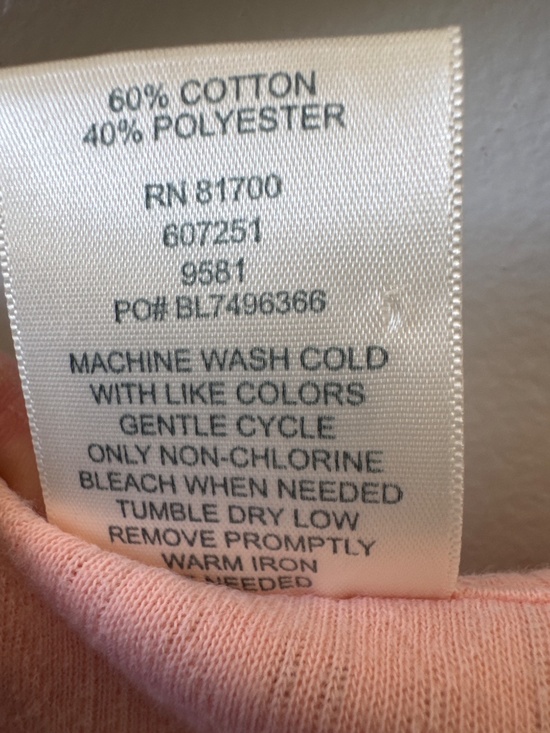 60% COTTON
40% POLYESTER
RN 81700
607251
9581
PO# BL7496366
MACHINE WASH COLD
WITH LIKE COLORS
GENTLE CYCLE
ONLY NON-CHLORINE
BLEACH WHEN NEEDED
TUMBLE DRY LOW
REMOVE PROMPTLY
WARM IRON
NEEDED